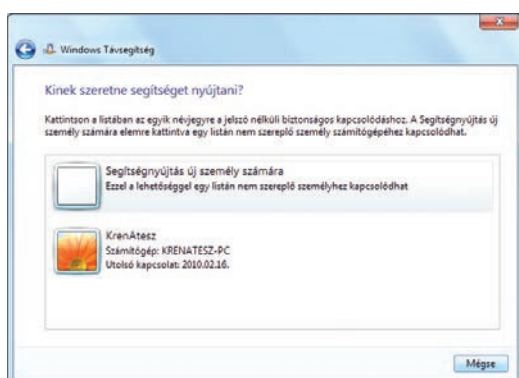 Windows Távsegítség
Kinek szeretne segítséget nyújtani?
Kattintson a listában az egyik névjegyre a jelszó nélküli biztonságos kapcsolódáshoz. A Segítségnyújtás új
személy számára elemre kattintva egy listán nem szereplő személy számítógépéhez kapcsolódhat.
Segítségnyújtás új személy számára
Ezzel a lehetőséggel egy listán nem szereplő személyhez kapcsolódhat
KrenAtesz
Számítógép: KRENATESZ-PC
Utolsó kapcsolat: 2010.02.16.
Mégse